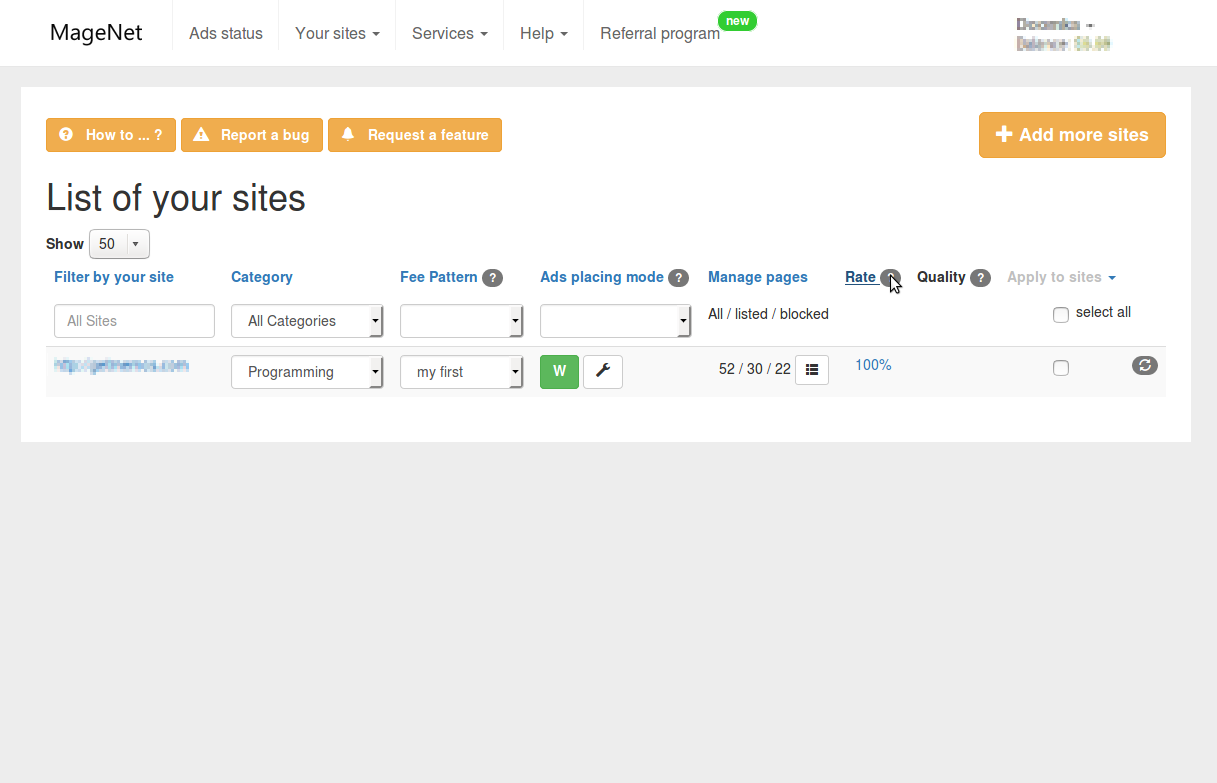 MageNet Ads status Your sites Services Help Referral program new
How to ... ? Report a bug Request a feature Add more sites
List of your sites
Show 50
Filter by your site Category Fee Pattern ? Ads placing mode ? Manage pages Rate Quality ? Apply to sites
All Sites All Categories All / listed / blocked select all
Programming my first W 52 / 30 / 22 100%